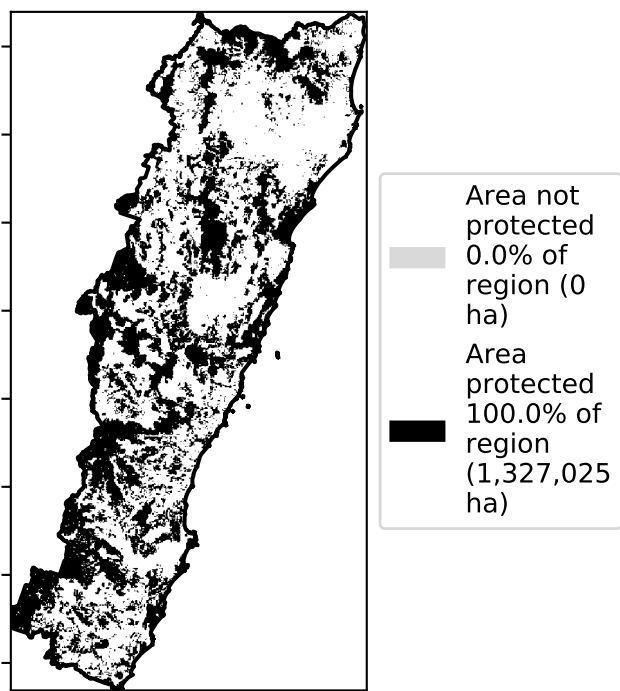 Area not
protected
0.0% of
region (0
ha)
Area
protected
100.0% of
region
(1,327,025
ha)